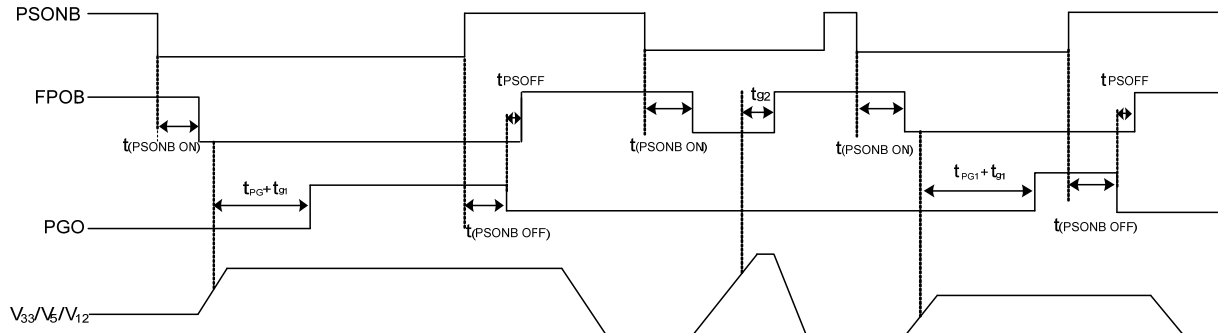 PSONB
tPSOFF
tPSOFF
FPOB
tg2
t(PSONB ON)
t(PSONB ON)
t(PSONB ON)
tPG+tg1
tPG1+tg1
PGO
t(PSONB OFF)
t(PSONB OFF)
V33/V5/V12